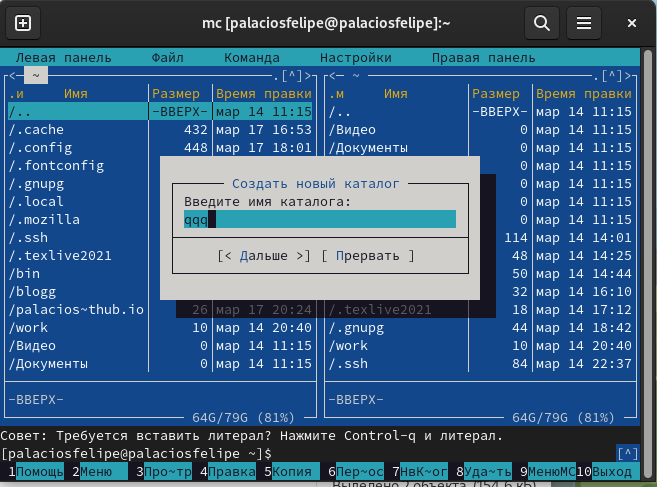 mc [palaciosfelipe@palaciosfelipe]:~
Левая панель Файл Команда Настройки Правая панель
<─ ~ .[^]> <─ ~ .[^]>
.и Имя Размер Время правки .м Имя Размер Время правки
/.. -ВВЕРХ- мар 14 11:15 /.. -ВВЕРХ- мар 14 11:15
/.cache 432 мар 17 16:53 /Видео 0 мар 14 11:15
/.config 448 мар 17 18:01 /Документы 0 мар 14 11:15
/.fontconfig 0 мар 14 11:15
/.gnupg 0 мар 14 11:15
/.local 0 мар 14 11:15
/.mozilla 0 мар 14 11:15
/.ssh 114 мар 14 14:01
/.texlive2021 48 мар 14 14:25
/bin 50 мар 14 14:44
/blogg 32 мар 14 16:10
Создать новый каталог
Введите имя каталога:
qqq
[< Дальше >] [ Прервать ]
/palacios~thub.io 26 мар 17 20:24 /.texlive2021 18 мар 14 17:12
/work 10 мар 14 20:40 /.gnupg 44 мар 14 18:42
/Видео 0 мар 14 11:15 /work 10 мар 14 20:40
/Документы 0 мар 14 11:15 /.ssh 84 мар 14 22:37
-ВВЕРХ- -ВВЕРХ-
64G/79G (81%) 64G/79G (81%)
Совет: Требуется вставить литерал? Нажмите Control-q и литерал.
[palaciosfelipe@palaciosfelipe ~]$ [^]
1Помощь 2Меню 3Про~тр 4Правка 5Копия 6Пер~ос 7НвК~ог 8Уда~ть 9МенюMC 10Выход